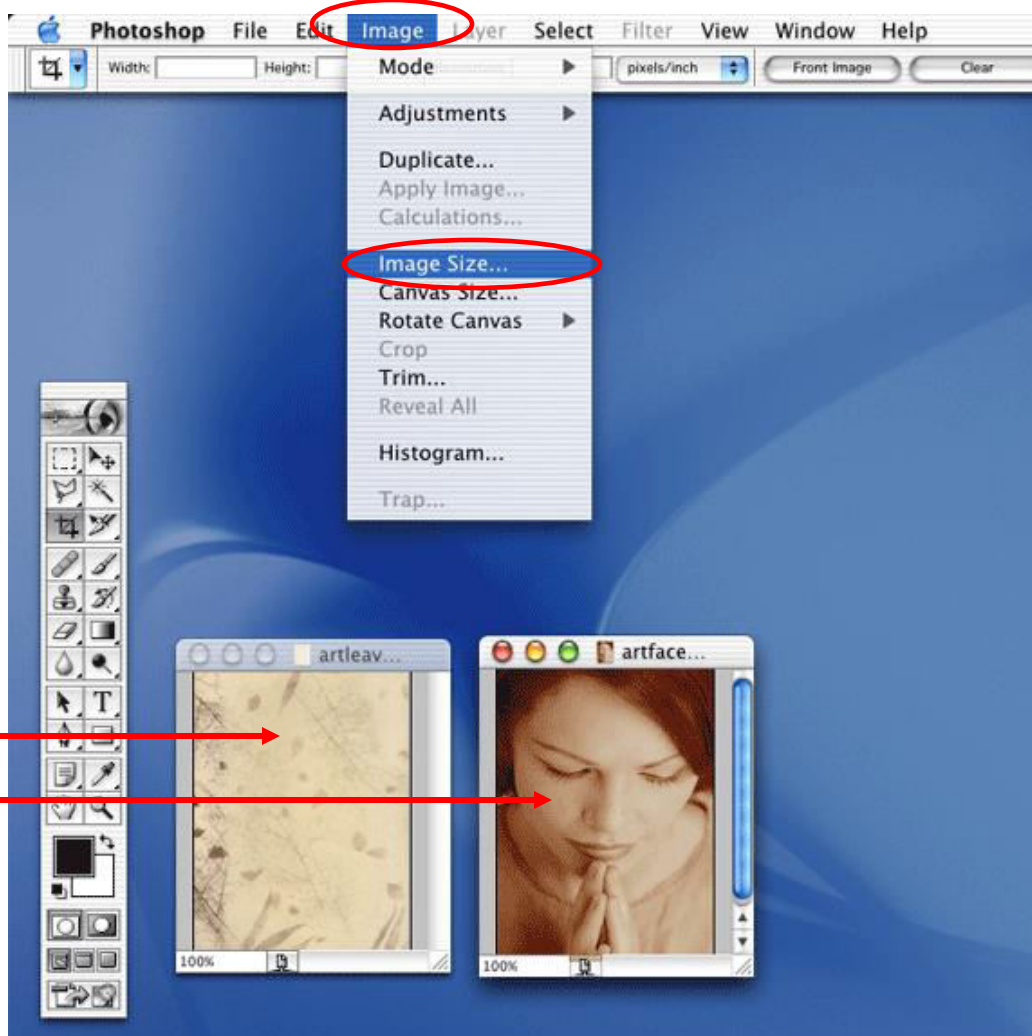 Photoshop File Edit Image Layer Select Filter View Window Help
Width: Height: pixels/inch Front Image Clear
Mode
Adjustments
Duplicate...
Apply Image...
Calculations...
Image Size...
Canvas Size...
Rotate Canvas
Crop
Trim...
Reveal All
Histogram...
Trap...
T
artleav...
artface...
100%
100%